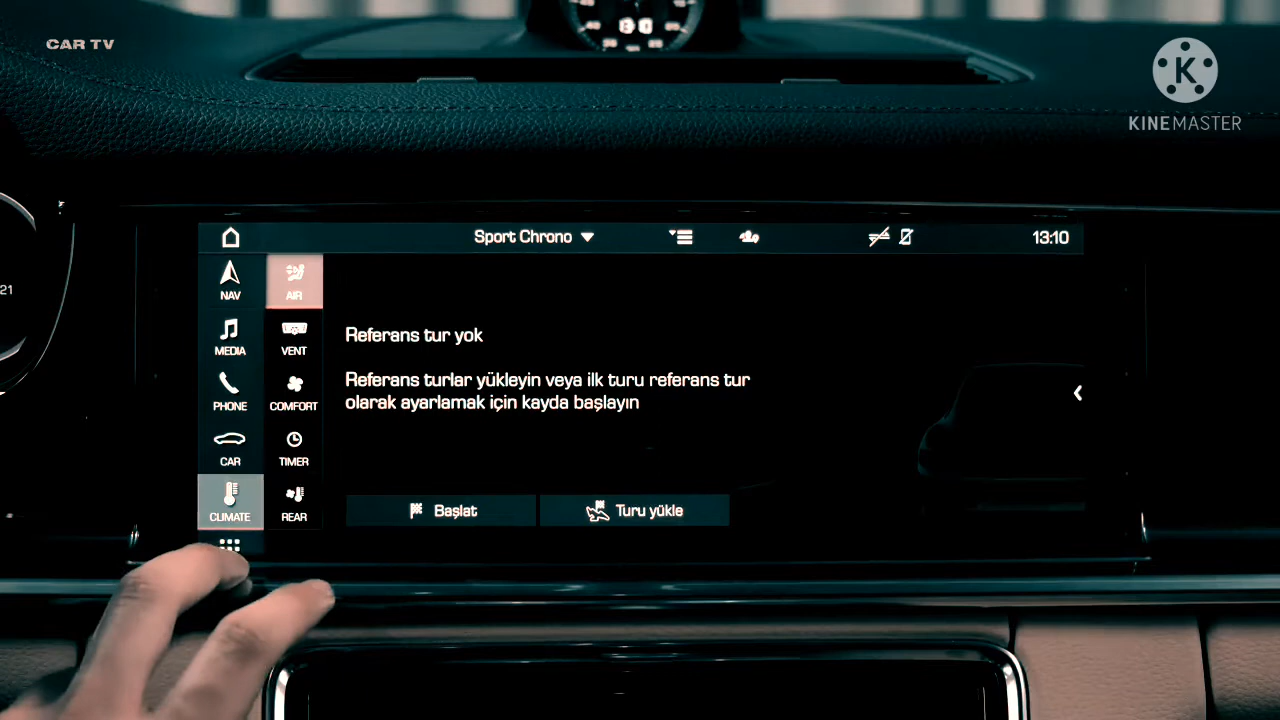 CAR TV
KINEMASTER
Sport Chrono
13:10
NAV
AIR
MEDIA
VENT
PHONE
COMFORT
CAR
TIMER
CLIMATE
REAR
Referans tur yok
Referans turlar yükleyin veya ilk turu referans tur
olarak ayarlamak için kayda başlayın
Başlat
Turu yükle
21